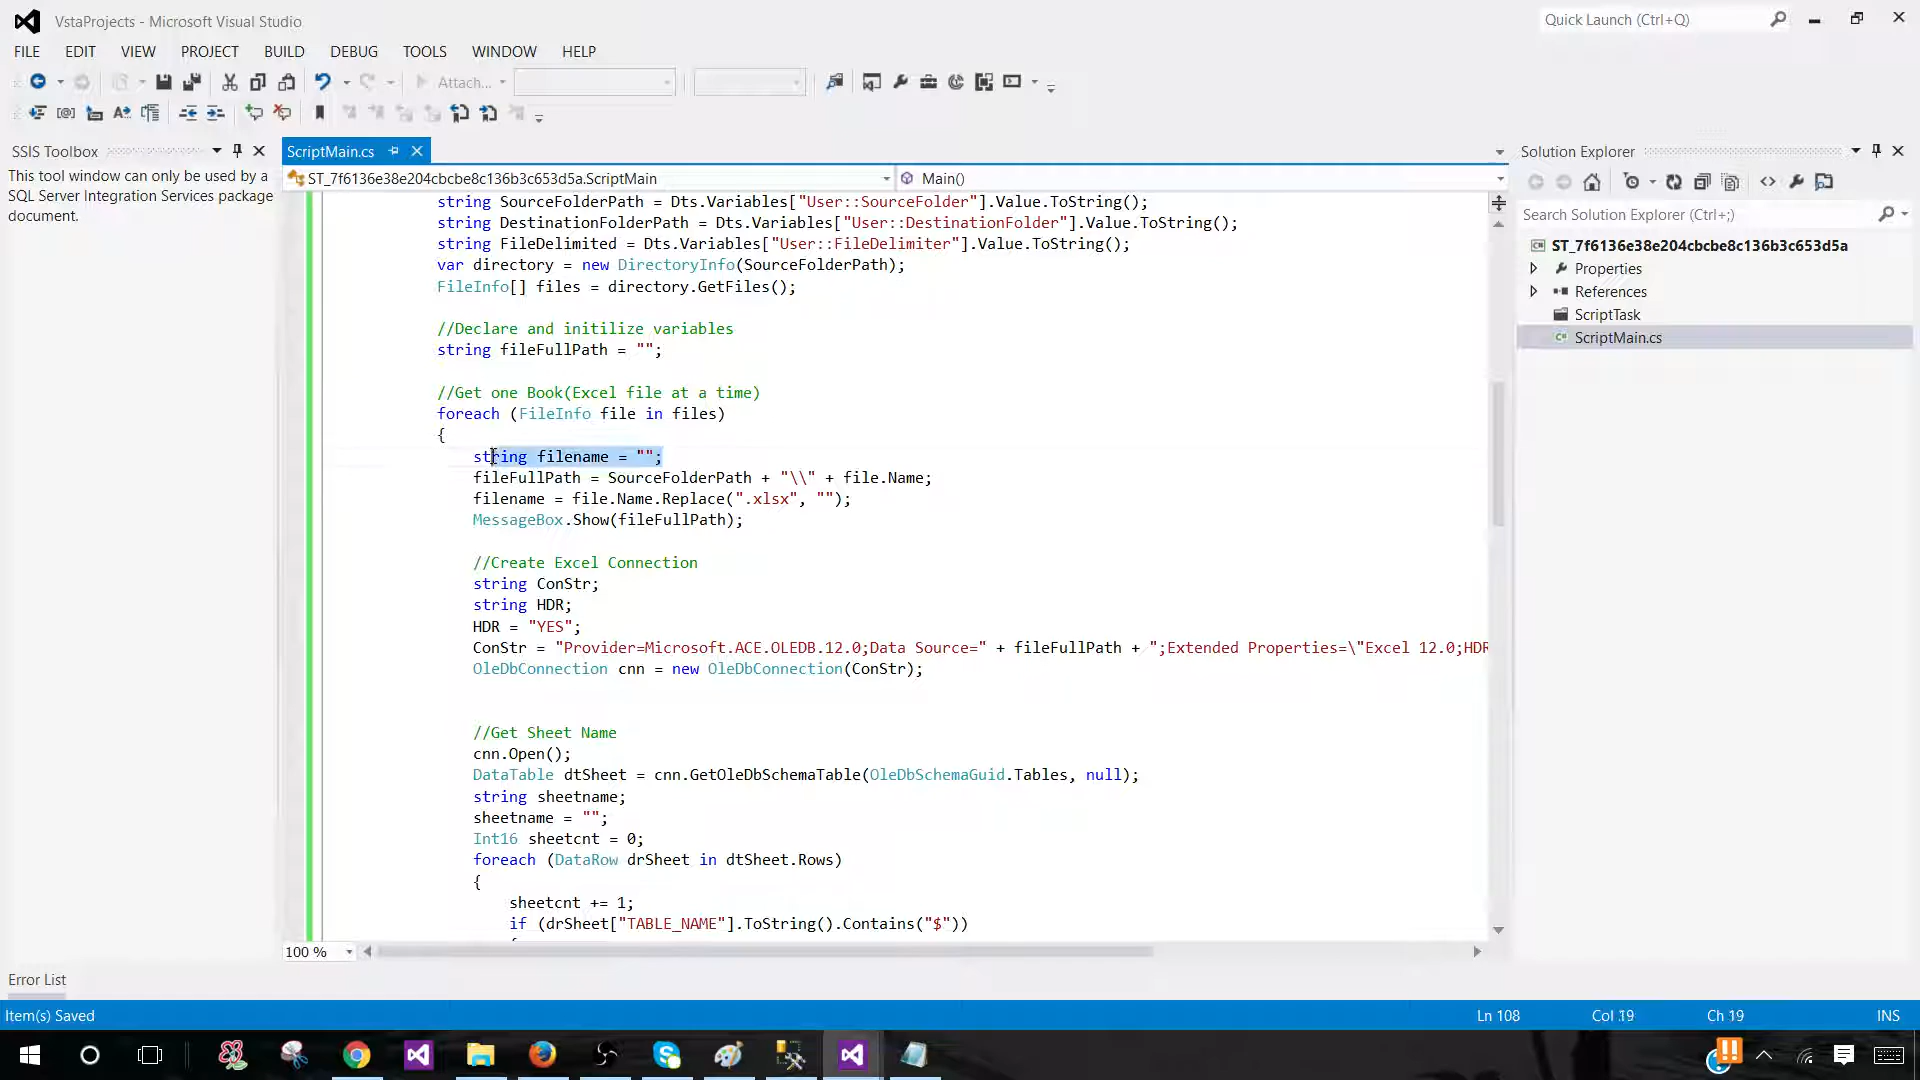 VstaProjects - Microsoft Visual Studio
Quick Launch (Ctrl+Q)
FILE EDIT VIEW PROJECT BUILD DEBUG TOOLS WINDOW HELP
Attach...
SSIS Toolbox
This tool window can only be used by a
SQL Server Integration Services package
document.
ScriptMain.cs
ST_7f6136e38e204cbcbe8c136b3c653d5a.ScriptMain
Main()
string SourceFolderPath = Dts.Variables["User::SourceFolder"].Value.ToString();
string DestinationFolderPath = Dts.Variables["User::DestinationFolder"].Value.ToString();
string FileDelimited = Dts.Variables["User::FileDelimiter"].Value.ToString();
var directory = new DirectoryInfo(SourceFolderPath);
FileInfo[] files = directory.GetFiles();
//Declare and initilize variables
string fileFullPath = "";
//Get one Book(Excel file at a time)
foreach (FileInfo file in files)
{
string filename = "";
fileFullPath = SourceFolderPath + "\\" + file.Name;
filename = file.Name.Replace(".xlsx", "");
MessageBox.Show(fileFullPath);
//Create Excel Connection
string ConStr;
string HDR;
HDR = "YES";
ConStr = "Provider=Microsoft.ACE.OLEDB.12.0;Data Source=" + fileFullPath + ";Extended Properties=\"Excel 12.0;HDR
OleDbConnection cnn = new OleDbConnection(ConStr);
//Get Sheet Name
cnn.Open();
DataTable dtSheet = cnn.GetOleDbSchemaTable(OleDbSchemaGuid.Tables, null);
string sheetname;
sheetname = "";
Int16 sheetcnt = 0;
foreach (DataRow drSheet in dtSheet.Rows)
{
sheetcnt += 1;
if (drSheet["TABLE_NAME"].ToString().Contains("$"))
100 %
Solution Explorer
Search Solution Explorer (Ctrl+;)
ST_7f6136e38e204cbcbe8c136b3c653d5a
Properties
References
ScriptTask
ScriptMain.cs
Error List
Item(s) Saved
Ln 108 Col 19 Ch 19 INS